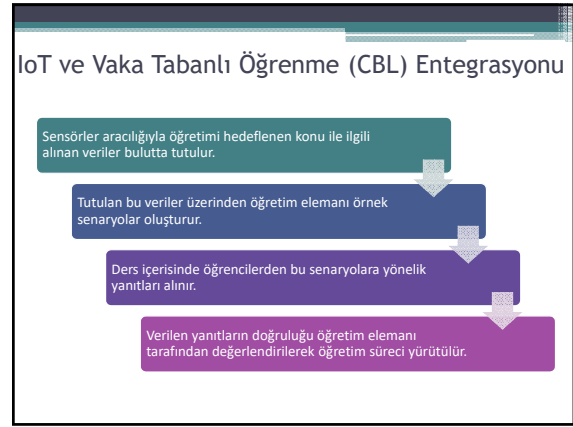 IoT ve Vaka Tabanlı Öğrenme (CBL) Entegrasyonu
Sensörler aracılığıyla öğretimi hedeflenen konu ile ilgili
alınan veriler bulutta tutulur.
Tutulan bu veriler üzerinden öğretim elemanı örnek
senaryolar oluşturur.
Ders içerisinde öğrencilerden bu senaryolara yönelik
yanıtları alınır.
Verilen yanıtların doğruluğu öğretim elemanı
tarafından değerlendirilerek öğretim süreci yürütülür.